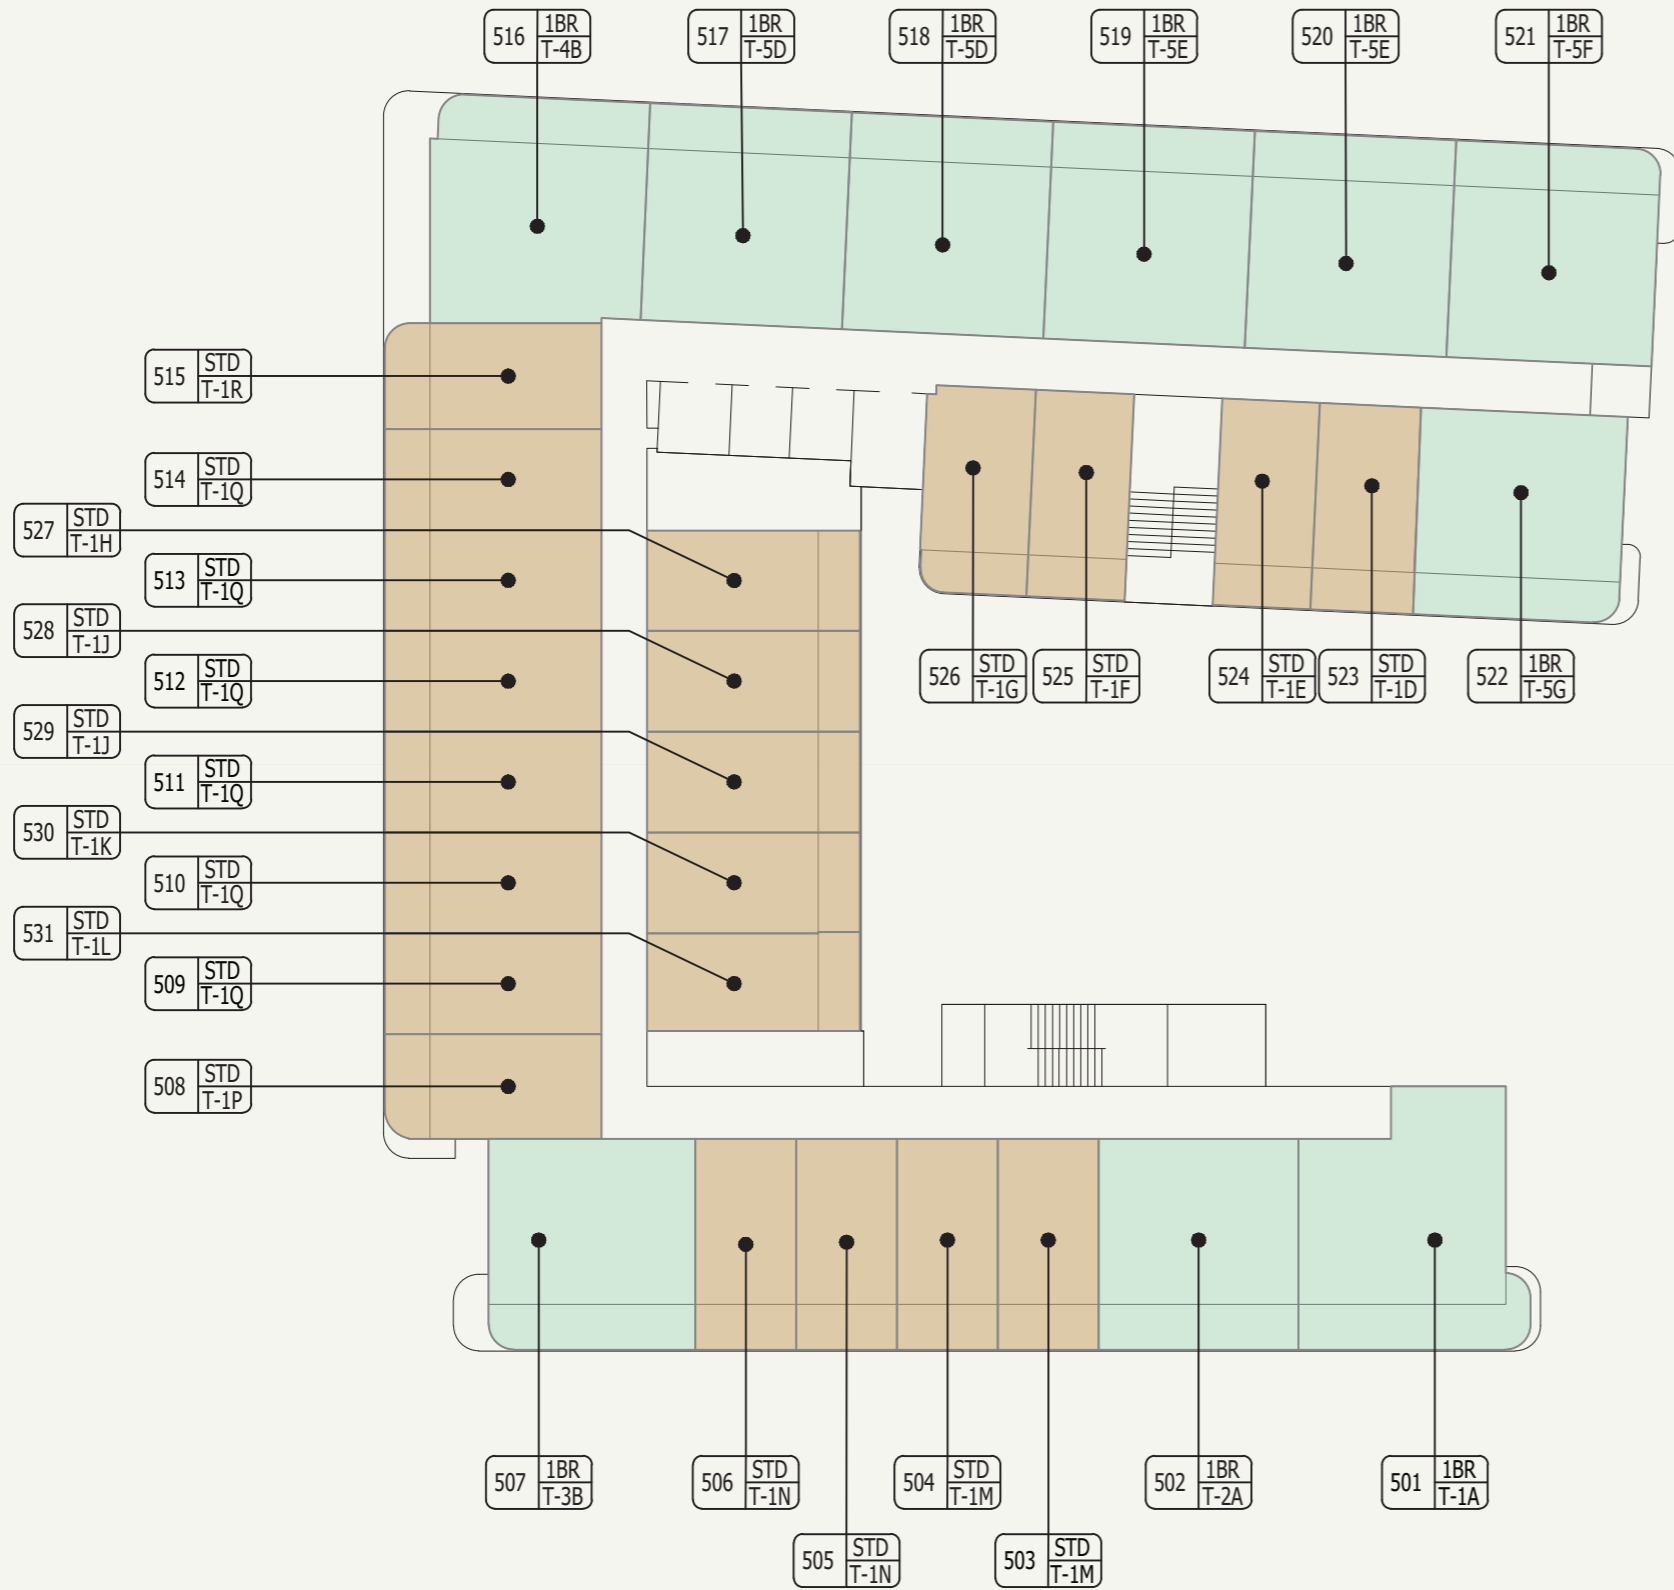 516 1BR T-4B
517 1BR T-5D
518 1BR T-5D
519 1BR T-5E
520 1BR T-5E
521 1BR T-5F
515 STD T-1R
514 STD T-1Q
527 STD T-1H
513 STD T-1Q
528 STD T-1J
512 STD T-1Q
529 STD T-1J
511 STD T-1Q
530 STD T-1K
510 STD T-1Q
531 STD T-1L
509 STD T-1Q
508 STD T-1P
526 STD T-1G
525 STD T-1F
524 STD T-1E
523 STD T-1D
522 1BR T-5G
507 1BR T-3B
506 STD T-1N
505 STD T-1N
504 STD T-1M
503 STD T-1M
502 1BR T-2A
501 1BR T-1A